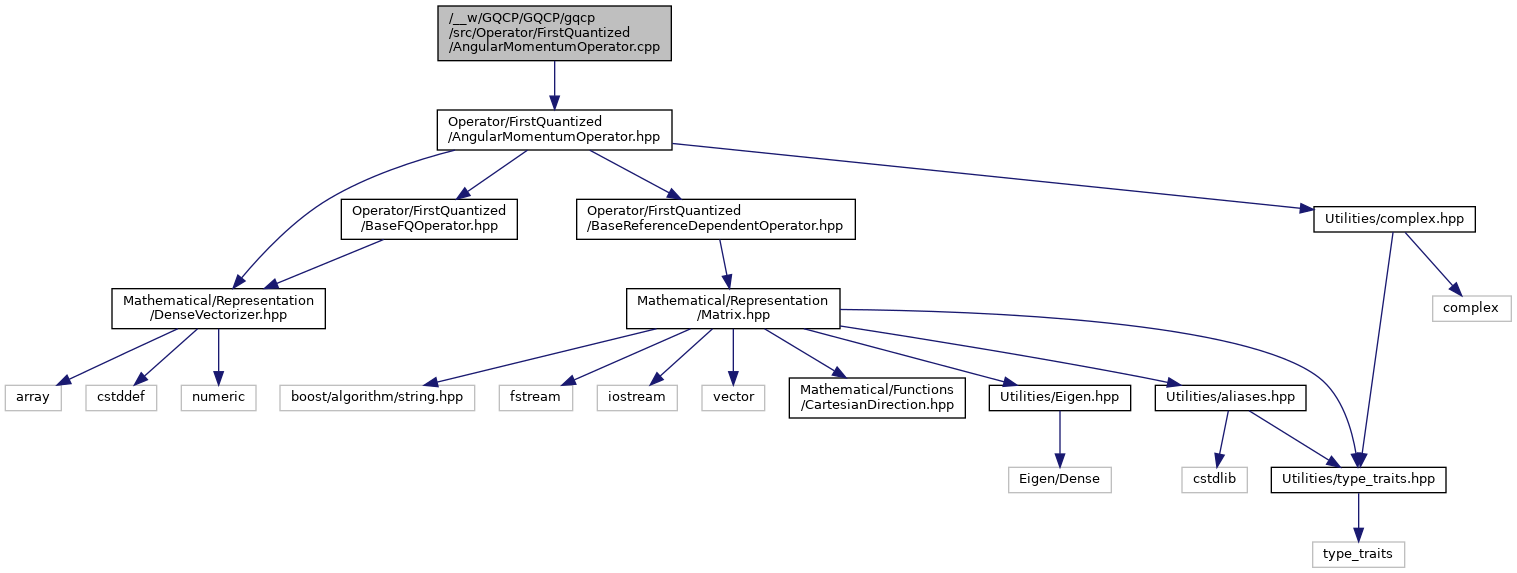 /__w/GQCP/GQCP/gqcp
/src/Operator/FirstQuantized
/AngularMomentumOperator.cpp
Operator/FirstQuantized
/AngularMomentumOperator.hpp
Operator/FirstQuantized
/BaseFQOperator.hpp
Operator/FirstQuantized
/BaseReferenceDependentOperator.hpp
Utilities/complex.hpp
Mathematical/Representation
/DenseVectorizer.hpp
Mathematical/Representation
/Matrix.hpp
complex
array
cstddef
numeric
boost/algorithm/string.hpp
fstream
iostream
vector
Mathematical/Functions
/CartesianDirection.hpp
Utilities/Eigen.hpp
Utilities/aliases.hpp
Eigen/Dense
cstdlib
Utilities/type_traits.hpp
type_traits